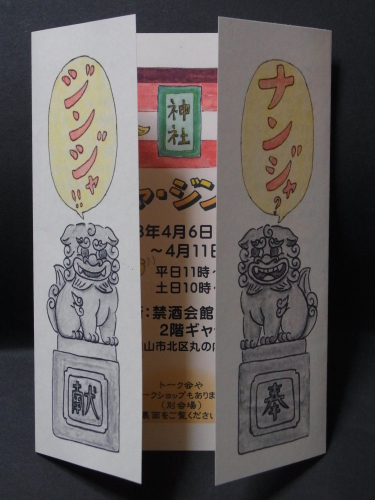 ナンジャ?
ジンジャ!!
神社
ャ・ジン
3年4月6日
~4月11日
平日11時~
土日10時~
:禁酒会館
2階ギャ
山市北区丸の内
トーク会や
ークショップもありま
(別会場)
裏面をご覧ください
奉
献